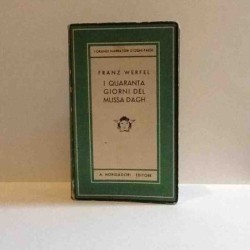 FRANZ WERFEL
I QUARANTA
GIORNI DEL
MUSSA DAGH
A. MONDADORI EDITORE